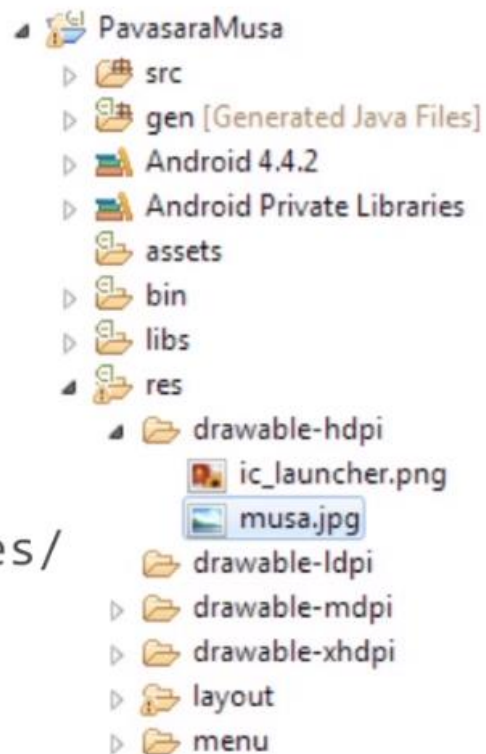 PavasaraMusa
src
gen [Generated Java Files]
Android 4.4.2
Android Private Libraries
assets
bin
libs
res
drawable-hdpi
ic_launcher.png
musa.jpg
es/
drawable-ldpi
drawable-mdpi
drawable-xhdpi
layout
menu